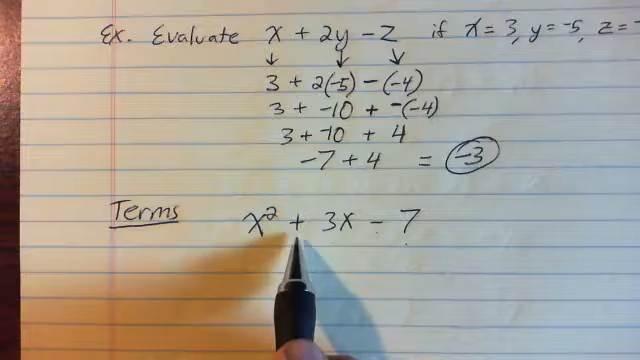 Ex. Evaluate x + 2y - z if x = 3, y = -5, z = -
3 + 2(-5) - (-4)
3 + -10 + -(-4)
3 + -10 + 4
-7 + 4 = -3
Terms x² + 3x - 7